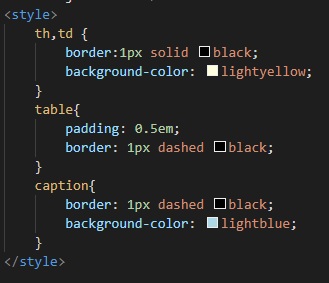 <style>
    th,td {
        border:1px solid black;
        background-color: lightyellow;
    }
    table{
        padding: 0.5em;
        border: 1px dashed black;
    }
    caption{
        border: 1px dashed black;
        background-color: lightblue;
    }
</style>